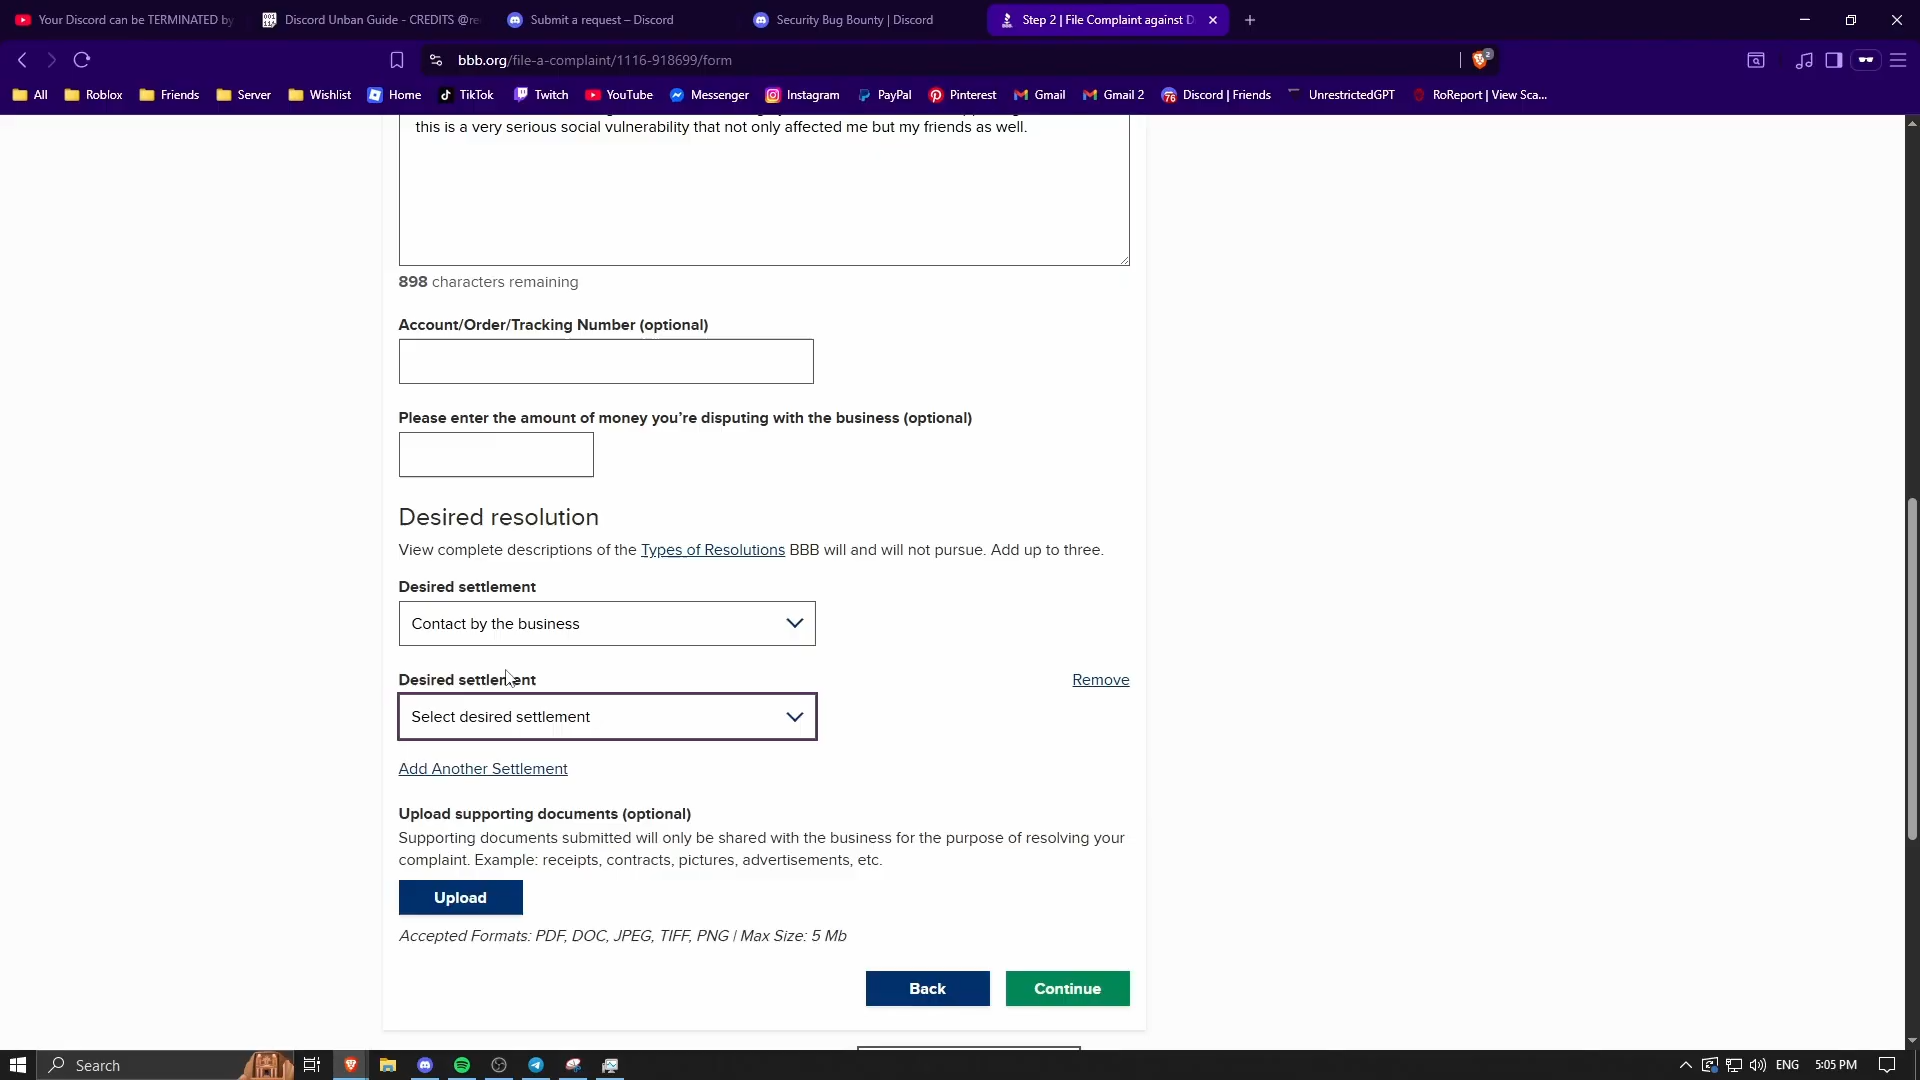 Your Discord can be TERMINATED by
Discord Unban Guide - CREDITS @re
Submit a request – Discord
Security Bug Bounty | Discord
Step 2 | File Complaint against D
bbb.org/file-a-complaint/1116-918699/form
2
All
Roblox
Friends
Server
Wishlist
Home
TikTok
Twitch
YouTube
Messenger
Instagram
PayPal
Pinterest
Gmail
Gmail 2
76
Discord | Friends
UnrestrictedGPT
RoReport | View Sca...
this is a very serious social vulnerability that not only affected me but my friends as well.
898 characters remaining
Account/Order/Tracking Number (optional)
Please enter the amount of money you’re disputing with the business (optional)
Desired resolution
View complete descriptions of the Types of Resolutions BBB will and will not pursue. Add up to three.
Desired settlement
Contact by the business
Desired settlement
Remove
Select desired settlement
Add Another Settlement
Upload supporting documents (optional)
Supporting documents submitted will only be shared with the business for the purpose of resolving your
complaint. Example: receipts, contracts, pictures, advertisements, etc.
Upload
Accepted Formats: PDF, DOC, JPEG, TIFF, PNG | Max Size: 5 Mb
Back
Continue
Search
ENG
5:05 PM